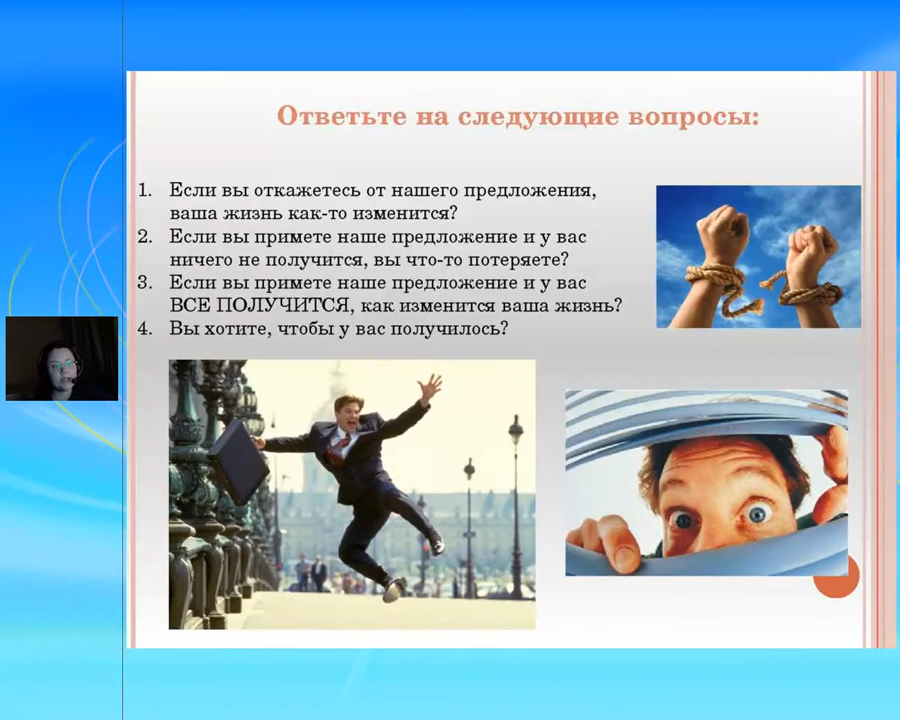 Ответьте на следующие вопросы:
1. Если вы откажетесь от нашего предложения,
ваша жизнь как-то изменится?
2. Если вы примете наше предложение и у вас
ничего не получится, вы что-то потеряете?
3. Если вы примете наше предложение и у вас
ВСЕ ПОЛУЧИТСЯ, как изменится ваша жизнь?
4. Вы хотите, чтобы у вас получилось?